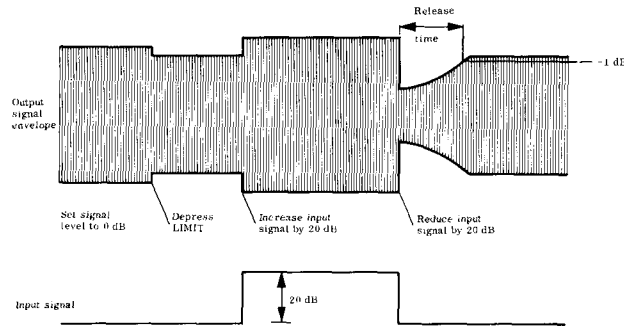 Release
time
-1 dB
Output
signal
envelope
Set signal
level to 0 dB
Depress
LIMIT
Increase input
signal by 20 dB
Reduce input
signal by 20 dB
Input signal
20 dB